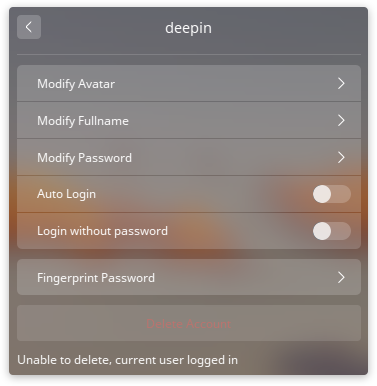 deepin
Modify Avatar
Modify Fullname
Modify Password
Auto Login
Login without password
Fingerprint Password
Unable to delete, current user logged in